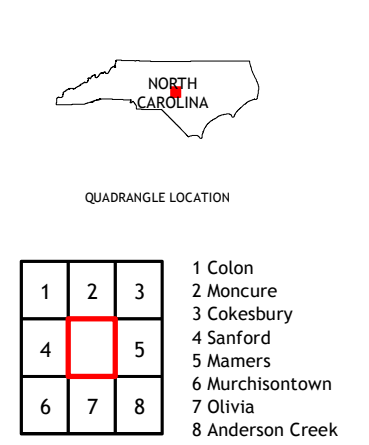 NORTH
CAROLINA
QUADRANGLE LOCATION
1 2 3
4 5
6 7 8
1 Colon
2 Moncure
3 Cokesbury
4 Sanford
5 Mamers
6 Murchisontown
7 Olivia
8 Anderson Creek